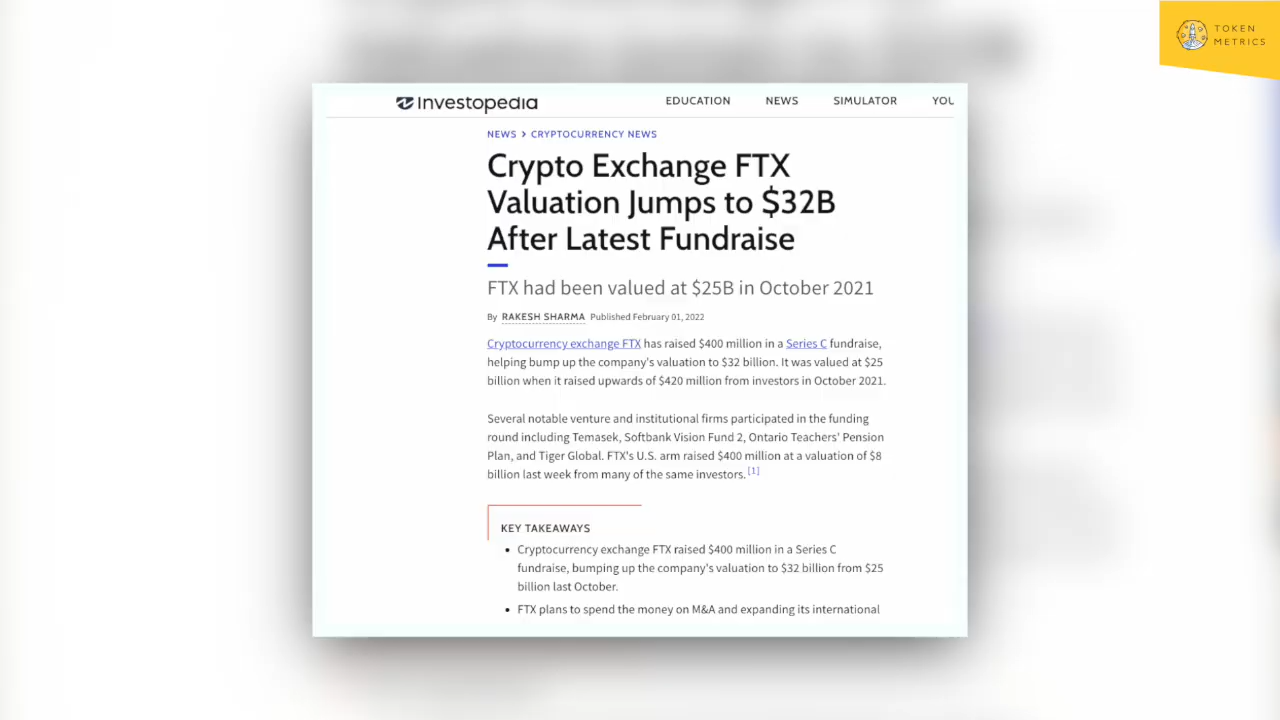 TOKEN
METRICS
Investopedia
EDUCATION NEWS SIMULATOR YOU
NEWS > CRYPTOCURRENCY NEWS
Crypto Exchange FTX
Valuation Jumps to $32B
After Latest Fundraise
FTX had been valued at $25B in October 2021
By RAKESH SHARMA Published February 01, 2022
Cryptocurrency exchange FTX has raised $400 million in a Series C fundraise,
helping bump up the company's valuation to $32 billion. It was valued at $25
billion when it raised upwards of $420 million from investors in October 2021.
Several notable venture and institutional firms participated in the funding
round including Temasek, Softbank Vision Fund 2, Ontario Teachers' Pension
Plan, and Tiger Global. FTX's U.S. arm raised $400 million at a valuation of $8
billion last week from many of the same investors. [1]
KEY TAKEAWAYS
• Cryptocurrency exchange FTX raised $400 million in a Series C
fundraise, bumping up the company's valuation to $32 billion from $25
billion last October.
• FTX plans to spend the money on M&A and expanding its international